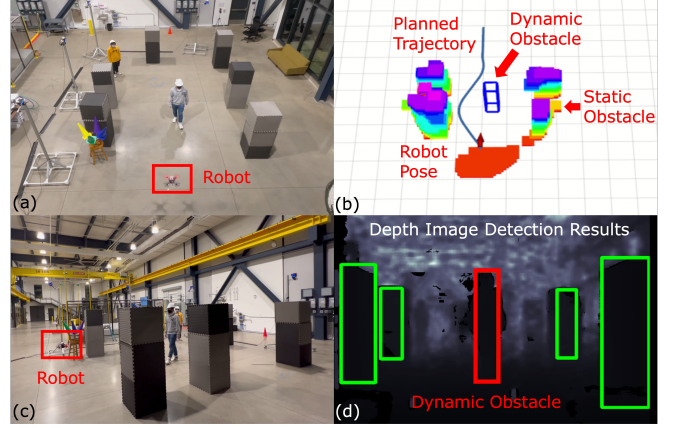 Robot
(a)
Planned
Trajectory
Dynamic
Obstacle
Static
Obstacle
Robot
Pose
(b)
Robot
(c)
Depth Image Detection Results
Dynamic Obstacle
(d)